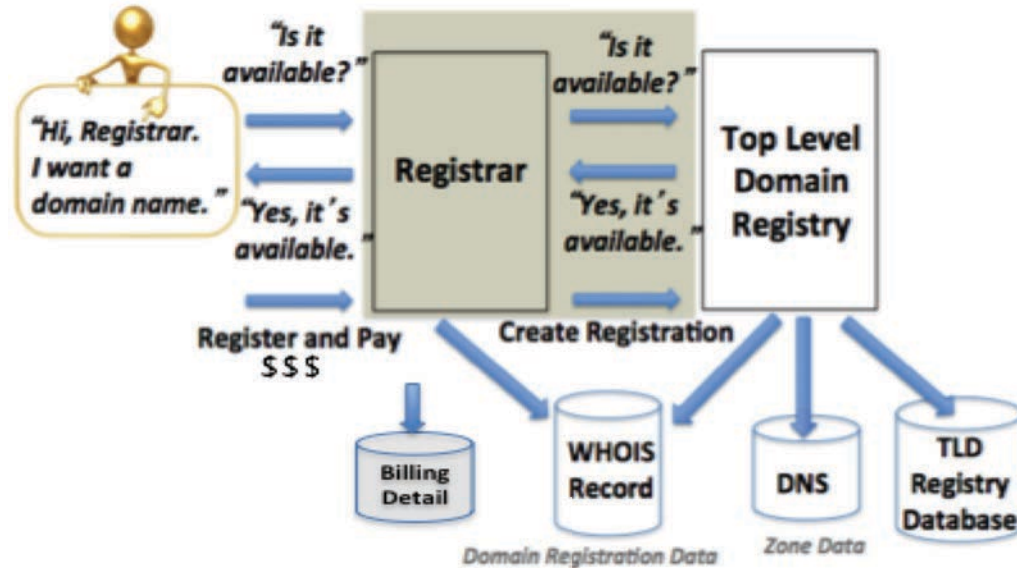 “Hi, Registrar.
I want a
domain name.”
“Is it
available?”
“Yes, it’s
available.”
Register and Pay
$ $ $
Registrar
“Is it
available?”
“Yes, it’s
available.”
Create Registration
Top Level
Domain
Registry
Billing
Detail
WHOIS
Record
Domain Registration Data
DNS
Zone Data
TLD
Registry
Database